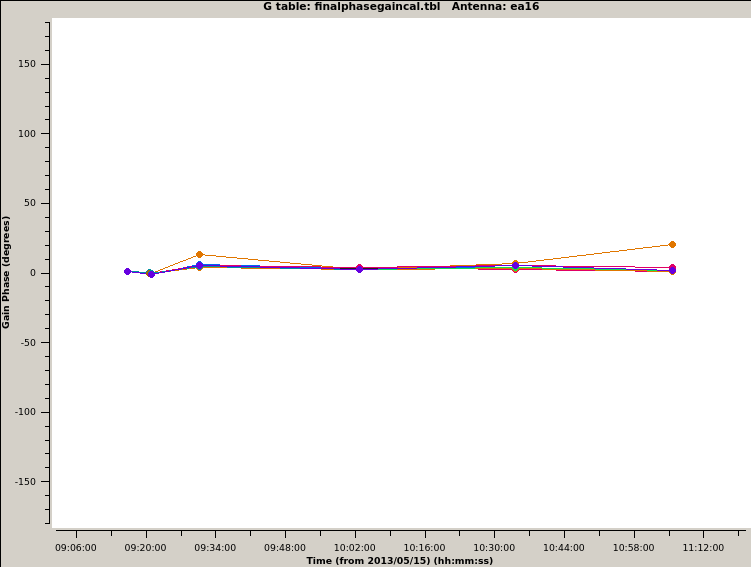 G table: finalphasegaincal.tbl Antenna: ea16
150
100
50
0
-50
-100
-150
Gain Phase (degrees)
09:06:00 09:20:00 09:34:00 09:48:00 10:02:00 10:16:00 10:30:00 10:44:00 10:58:00 11:12:00
Time (from 2013/05/15) (hh:mm:ss)